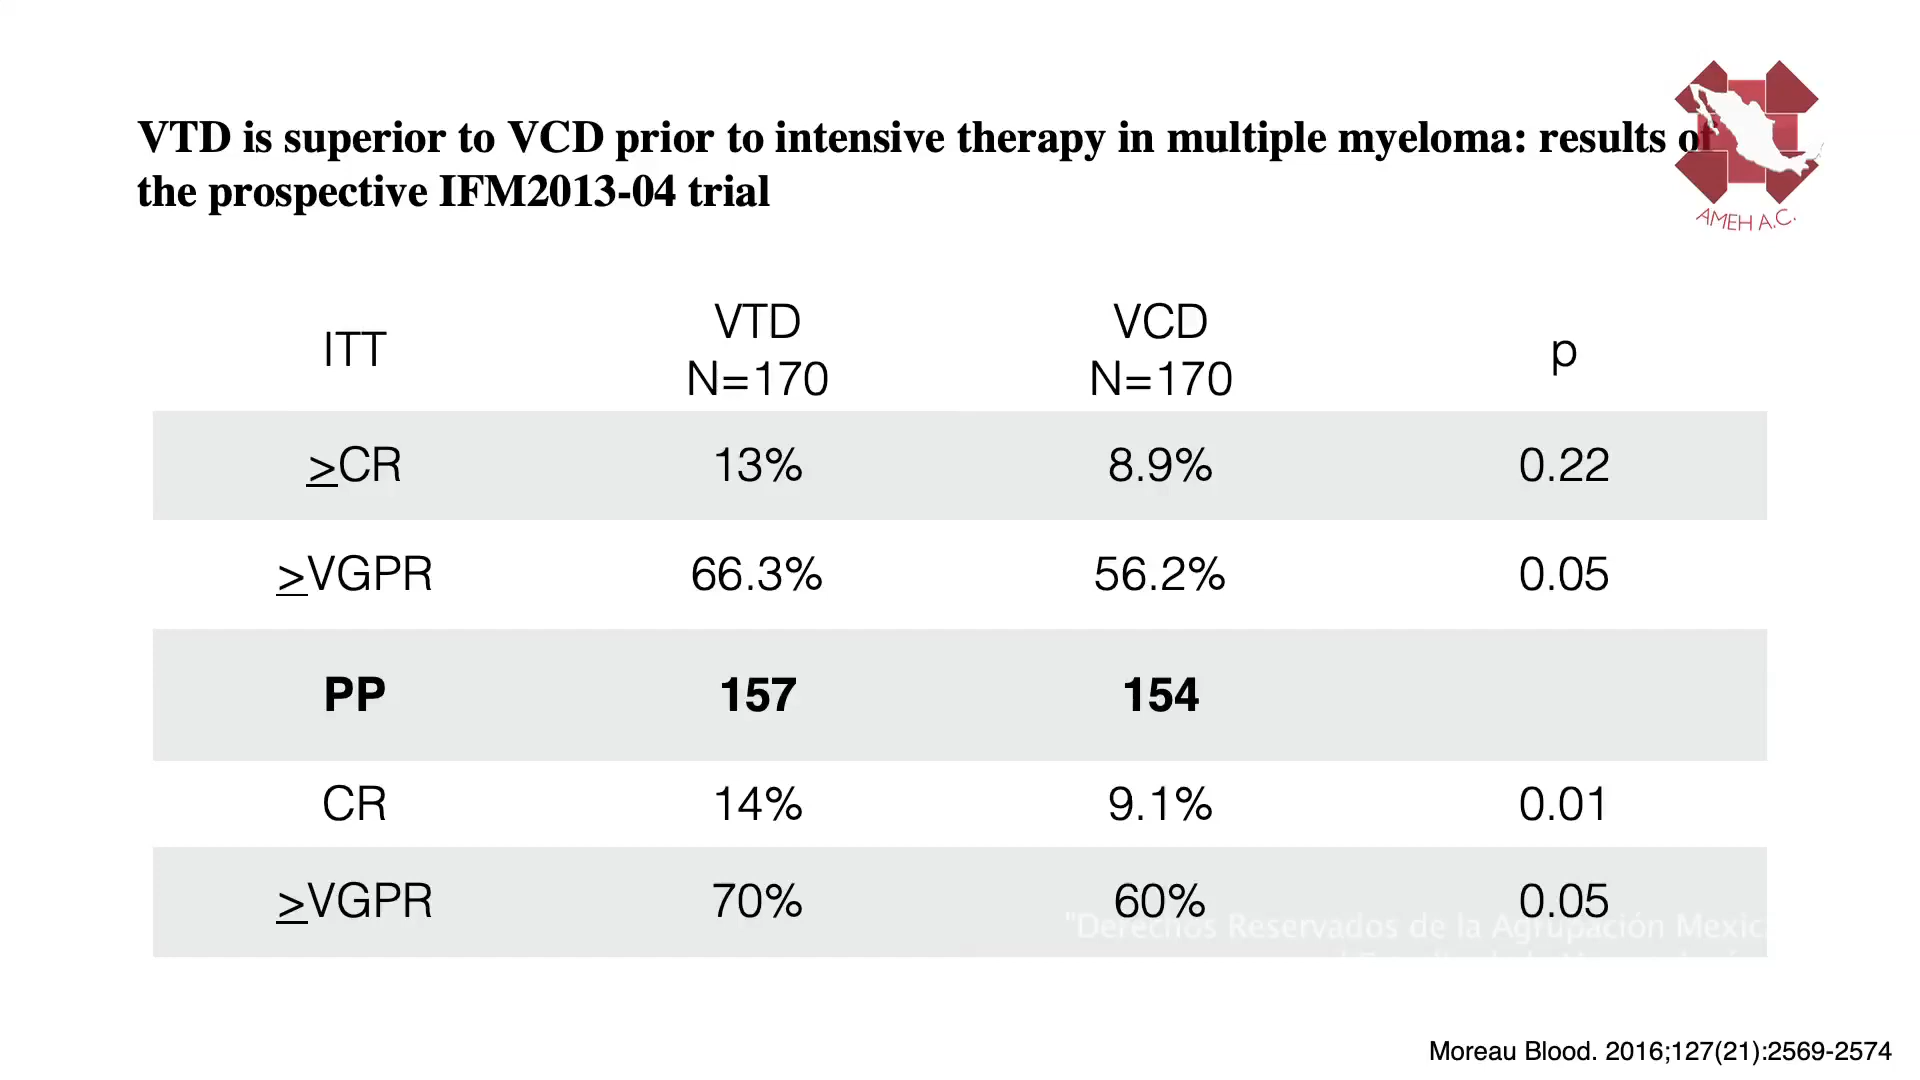 VTD is superior to VCD prior to intensive therapy in multiple myeloma: results of
the prospective IFM2013-04 trial
AMEH A.C.
ITT VTD N=170 VCD N=170 p
>CR 13% 8.9% 0.22
>VGPR 66.3% 56.2% 0.05
PP 157 154
CR 14% 9.1% 0.01
>VGPR 70% 60% 0.05
"Derechos Reservados de la Agrupación
Moreau Blood. 2016;127(21):2569-2574